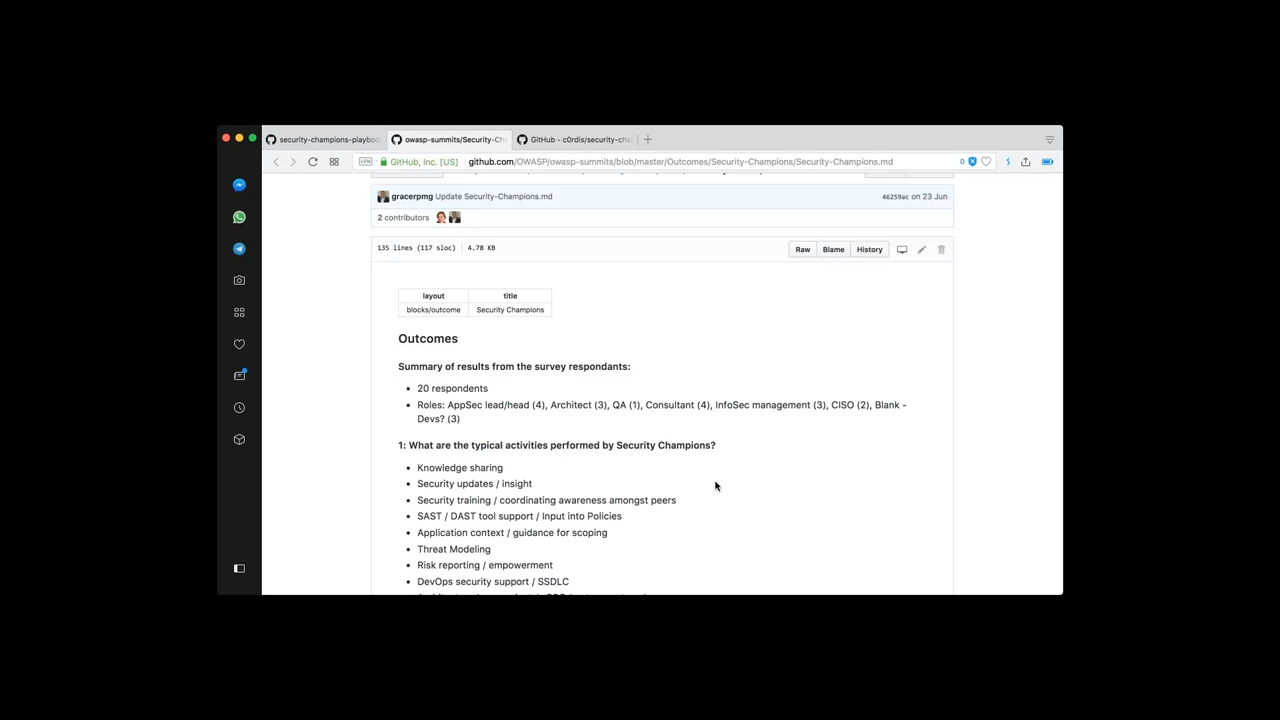 security-champions-playboo
owasp-summits/Security-Cha
GitHub - c0rdis/security-cha
VPN
GitHub, Inc. [US]
github.com/OWASP/owasp-summits/blob/master/Outcomes/Security-Champions/Security-Champions.md
0
gracerpmg Update Security-Champions.md
46259ac on 23 Jun
2 contributors
135 lines (117 sloc) | 4.78 KB
Raw
Blame
History
layout
title
blocks/outcome
Security Champions
Outcomes
Summary of results from the survey respondants:
• 20 respondents
• Roles: AppSec lead/head (4), Architect (3), QA (1), Consultant (4), InfoSec management (3), CISO (2), Blank -
Devs? (3)
1: What are the typical activities performed by Security Champions?
• Knowledge sharing
• Security updates / insight
• Security training / coordinating awareness amongst peers
• SAST / DAST tool support / Input into Policies
• Application context / guidance for scoping
• Threat Modeling
• Risk reporting / empowerment
• DevOps security support / SSDLC